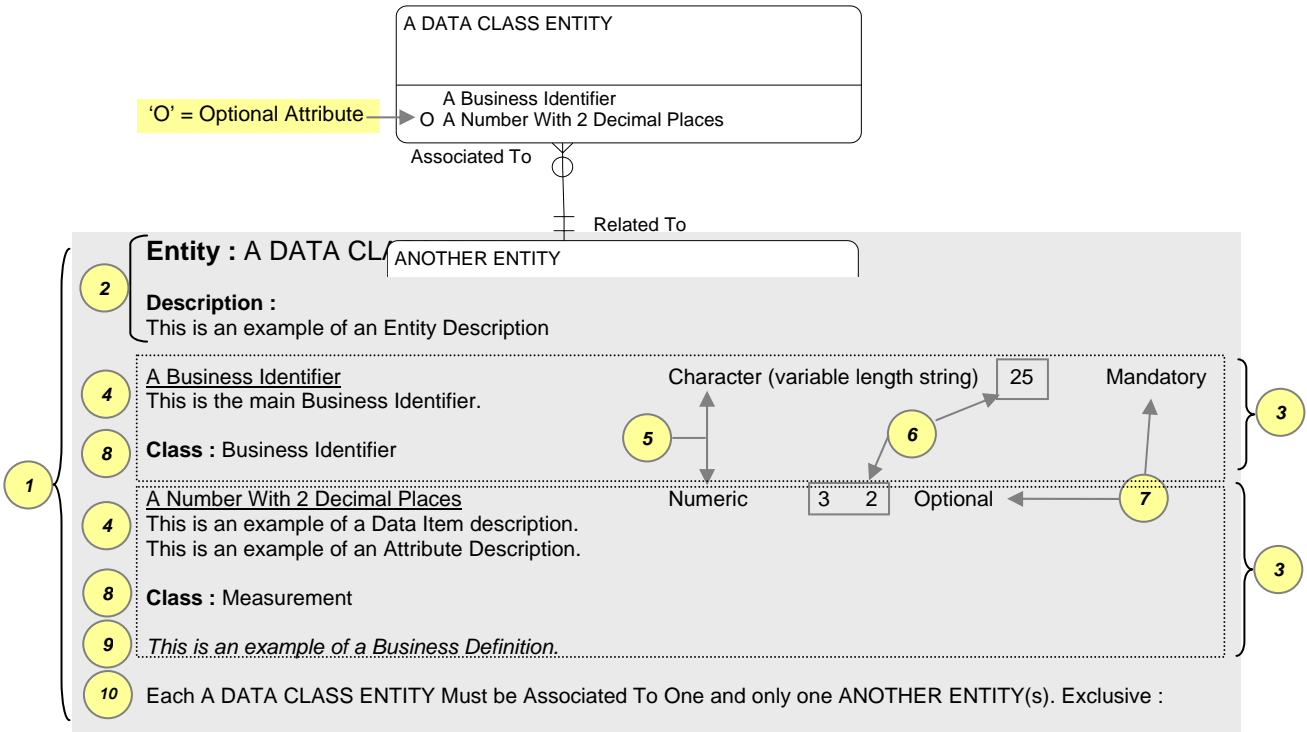 A DATA CLASS ENTITY
A Business Identifier
‘O’ = Optional Attribute
O A Number With 2 Decimal Places
Associated To
Related To
Entity : A DATA CLA
ANOTHER ENTITY
2
Description :
This is an example of an Entity Description
A Business Identifier Character (variable length string) 25 Mandatory
4
This is the main Business Identifier.
3
5
6
8
Class : Business Identifier
1
A Number With 2 Decimal Places Numeric 3 2 Optional
7
4
This is an example of a Data Item description.
This is an example of an Attribute Description.
3
8
Class : Measurement
9
This is an example of a Business Definition.
10
Each A DATA CLASS ENTITY Must be Associated To One and only one ANOTHER ENTITY(s). Exclusive :